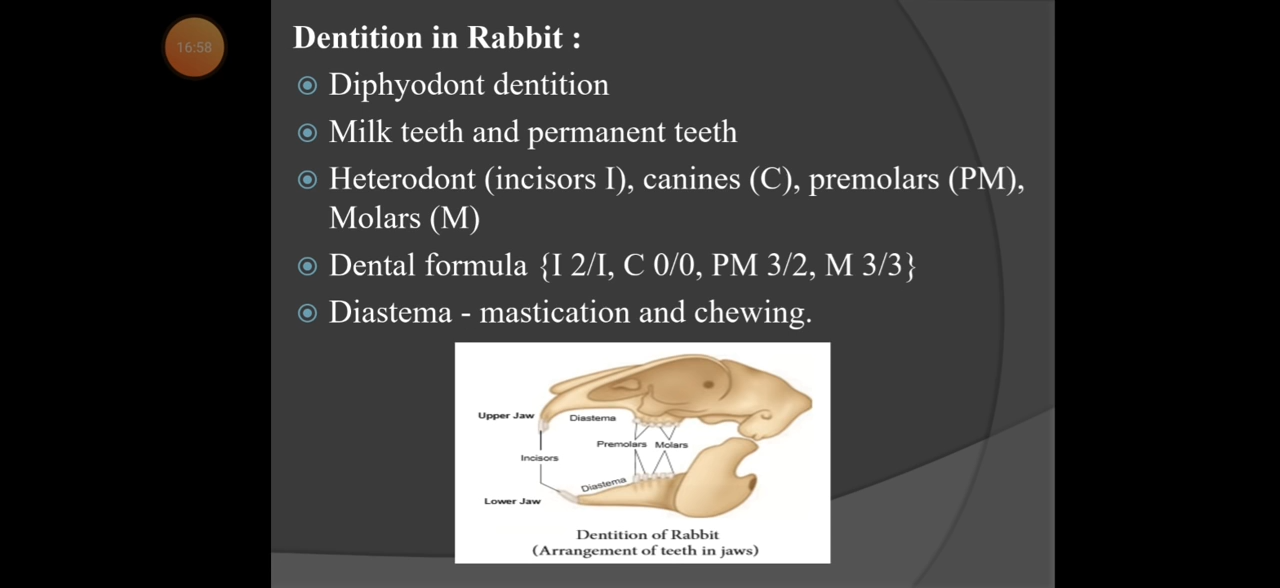 16:58
Dentition in Rabbit :
Diphyodont dentition
Milk teeth and permanent teeth
Heterodont (incisors I), canines (C), premolars (PM),
Molars (M)
Dental formula {I 2/I, C 0/0, PM 3/2, M 3/3}
Diastema - mastication and chewing.
Upper Jaw
Diastema
Premolars Molars
Incisors
Diastema
Lower Jaw
Dentition of Rabbit
(Arrangement of teeth in jaws)